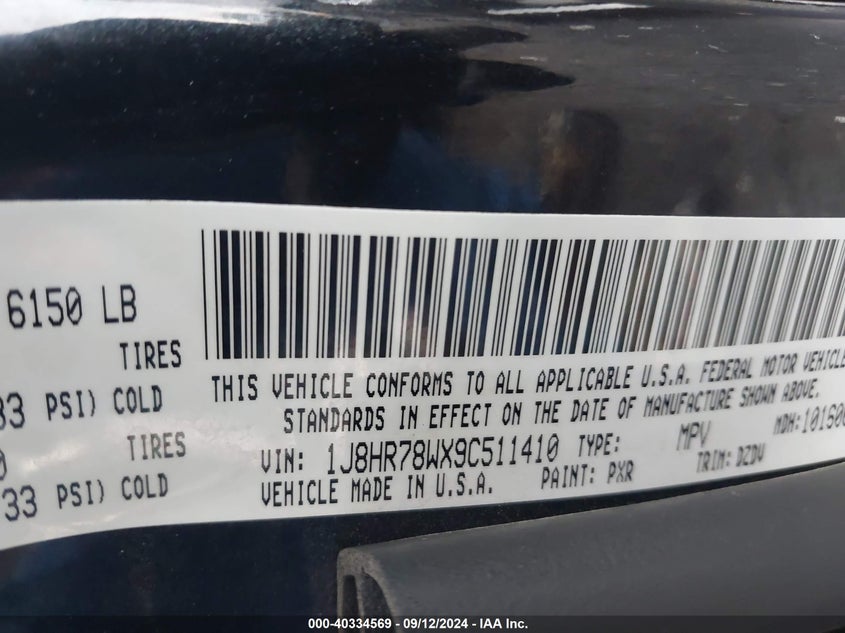 6150 LB
TIRES
33 PSI) COLD
TIRES
33 PSI) COLD
THIS VEHICLE CONFORMS TO ALL APPLICABLE U.S.A. FEDERAL MOTOR VEHICLE
STANDARDS IN EFFECT ON THE DATE OF MANUFACTURE SHOWN ABOVE.
VIN: 1J8HR78WX9C511410 TYPE: MPV MDH:10150
VEHICLE MADE IN U.S.A. PAINT: PXR TRIM: DZDV
000-40334569 - 09/12/2024 - IAA Inc.